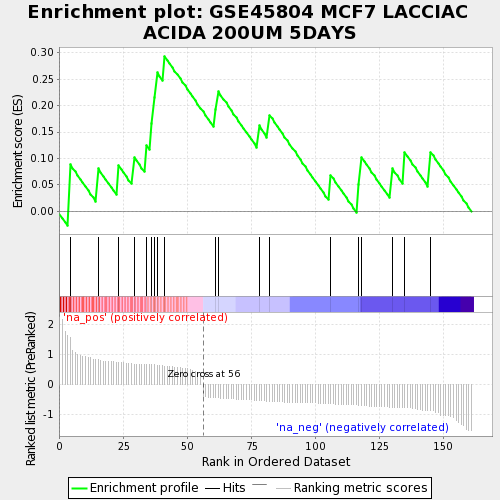 Enrichment plot: GSE45804 MCF7 LACCIAC
ACIDA 200UM 5DAYS
Enrichment score (ES)
0.30
0.25
0.20
0.15
0.10
0.05
0.00
Ranked list metric (PreRanked)
2
1
0
-1
'na_pos' (positively correlated)
Zero cross at 56
'na_neg' (negatively correlated)
0
25
50
75
100
125
150
Rank in Ordered Dataset
Enrichment profile
Hits
Ranking metric scores